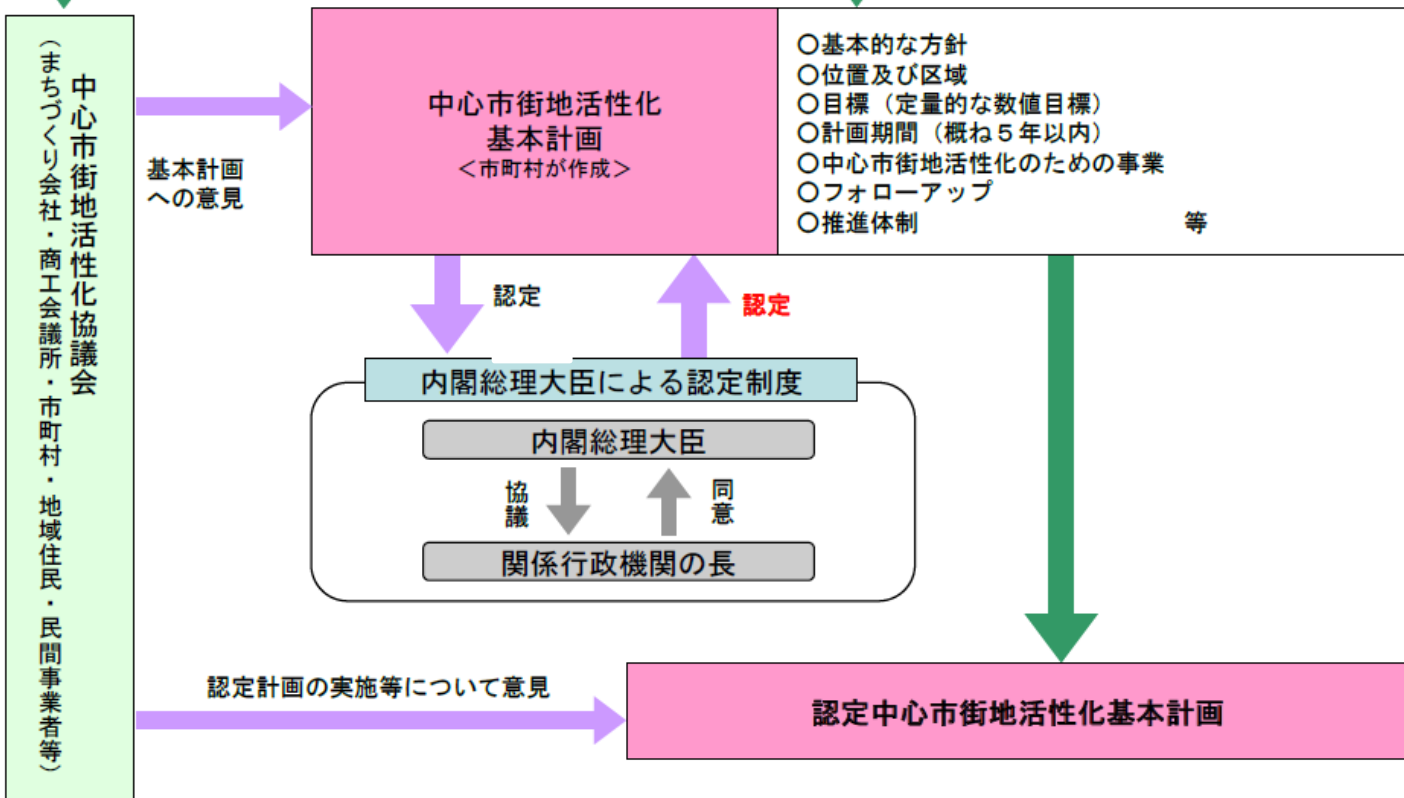 中心市街地活性化協議会
（まちづくり会社・商工会議所・市町村・地域住民・民間事業者等）
基本計画
への意見
中心市街地活性化
基本計画
＜市町村が作成＞
〇基本的な方針
〇位置及び区域
〇目標（定量的な数値目標）
〇計画期間（概ね５年以内）
〇中心市街地活性化のための事業
〇フォローアップ
〇推進体制　　　　　　　　　　等
認定
認定
内閣総理大臣による認定制度
内閣総理大臣
協議
同意
関係行政機関の長
認定計画の実施等について意見
認定中心市街地活性化基本計画